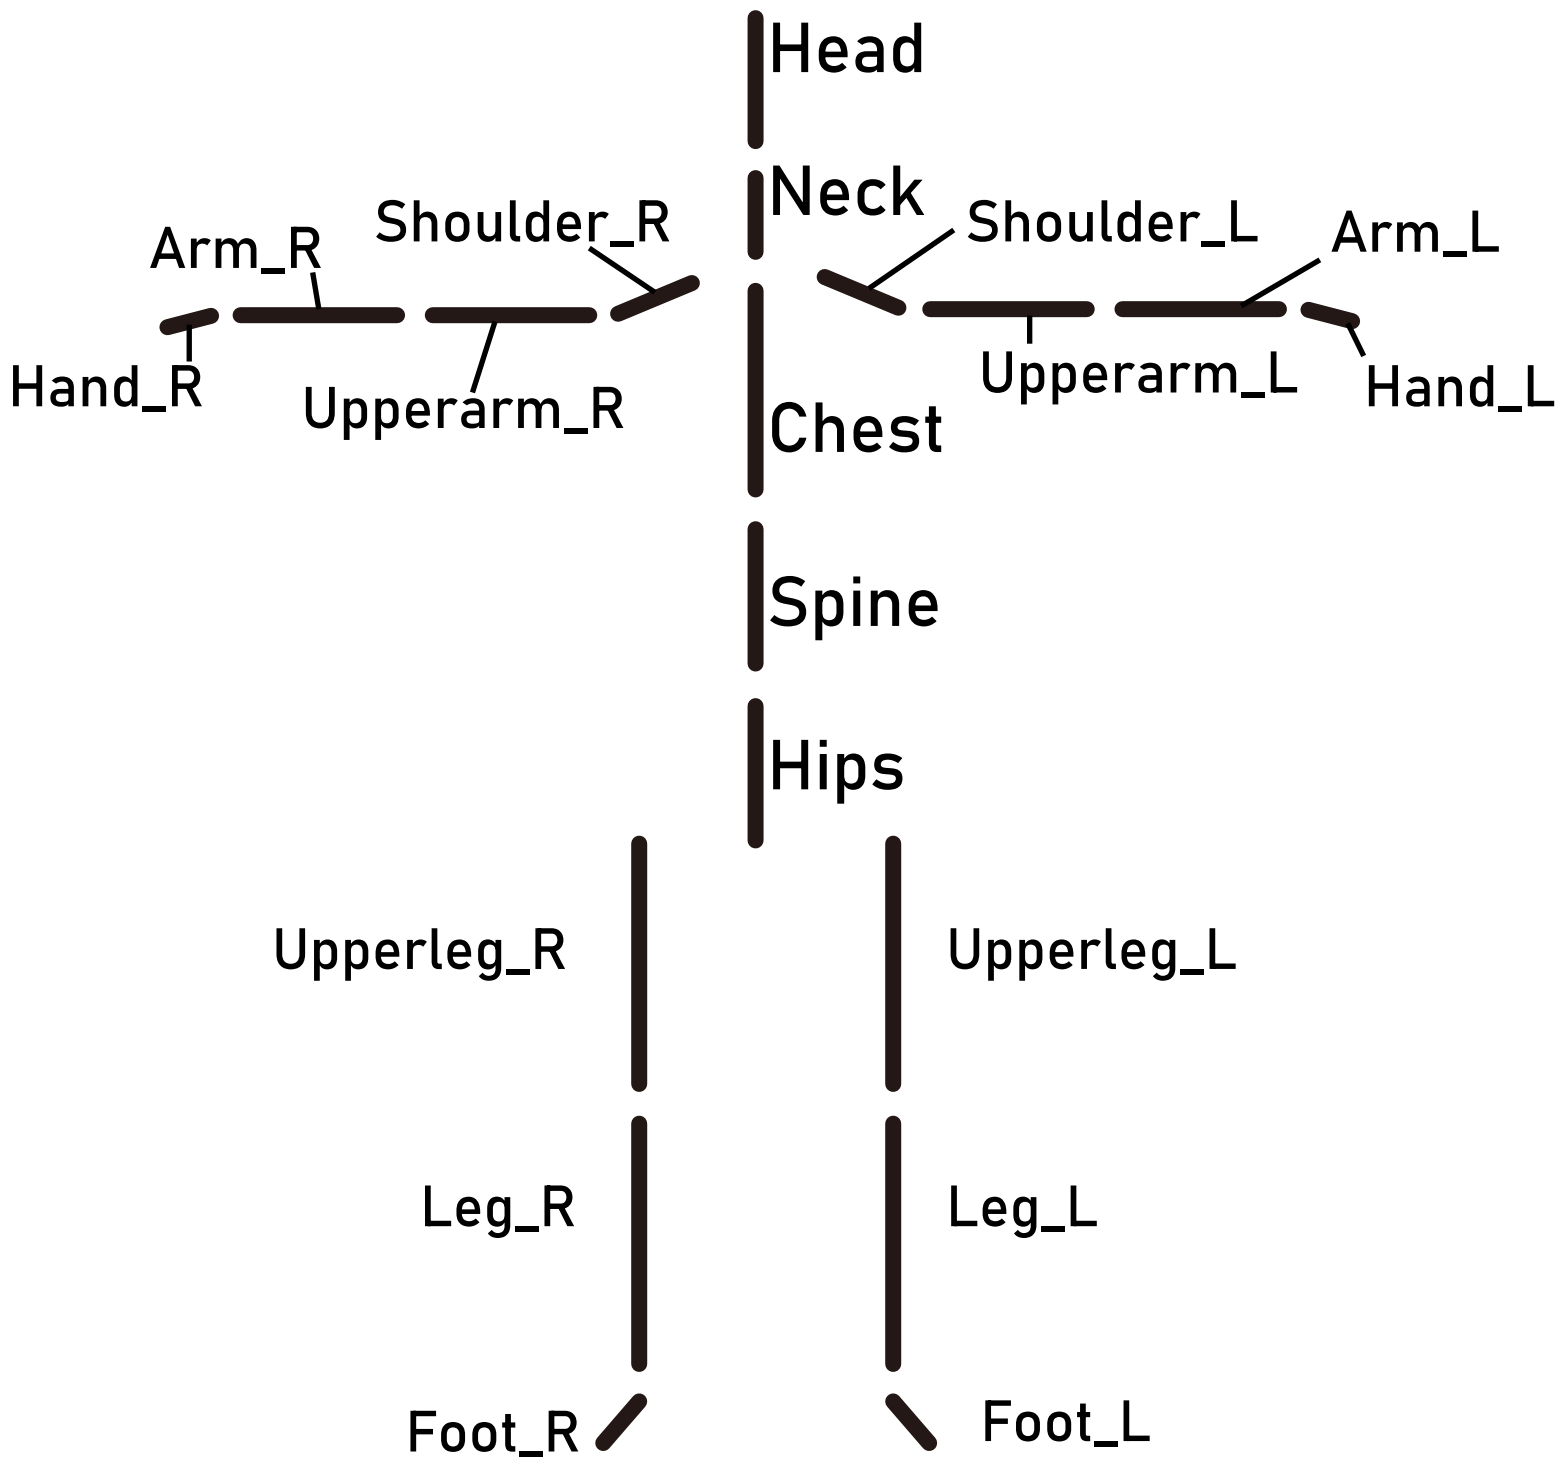 Head
Neck
Shoulder_R
Shoulder_L
Arm_R
Arm_L
Hand_R
Upperarm_R
Upperarm_L
Hand_L
Chest
Spine
Hips
Upperleg_R
Upperleg_L
Leg_R
Leg_L
Foot_R
Foot_L